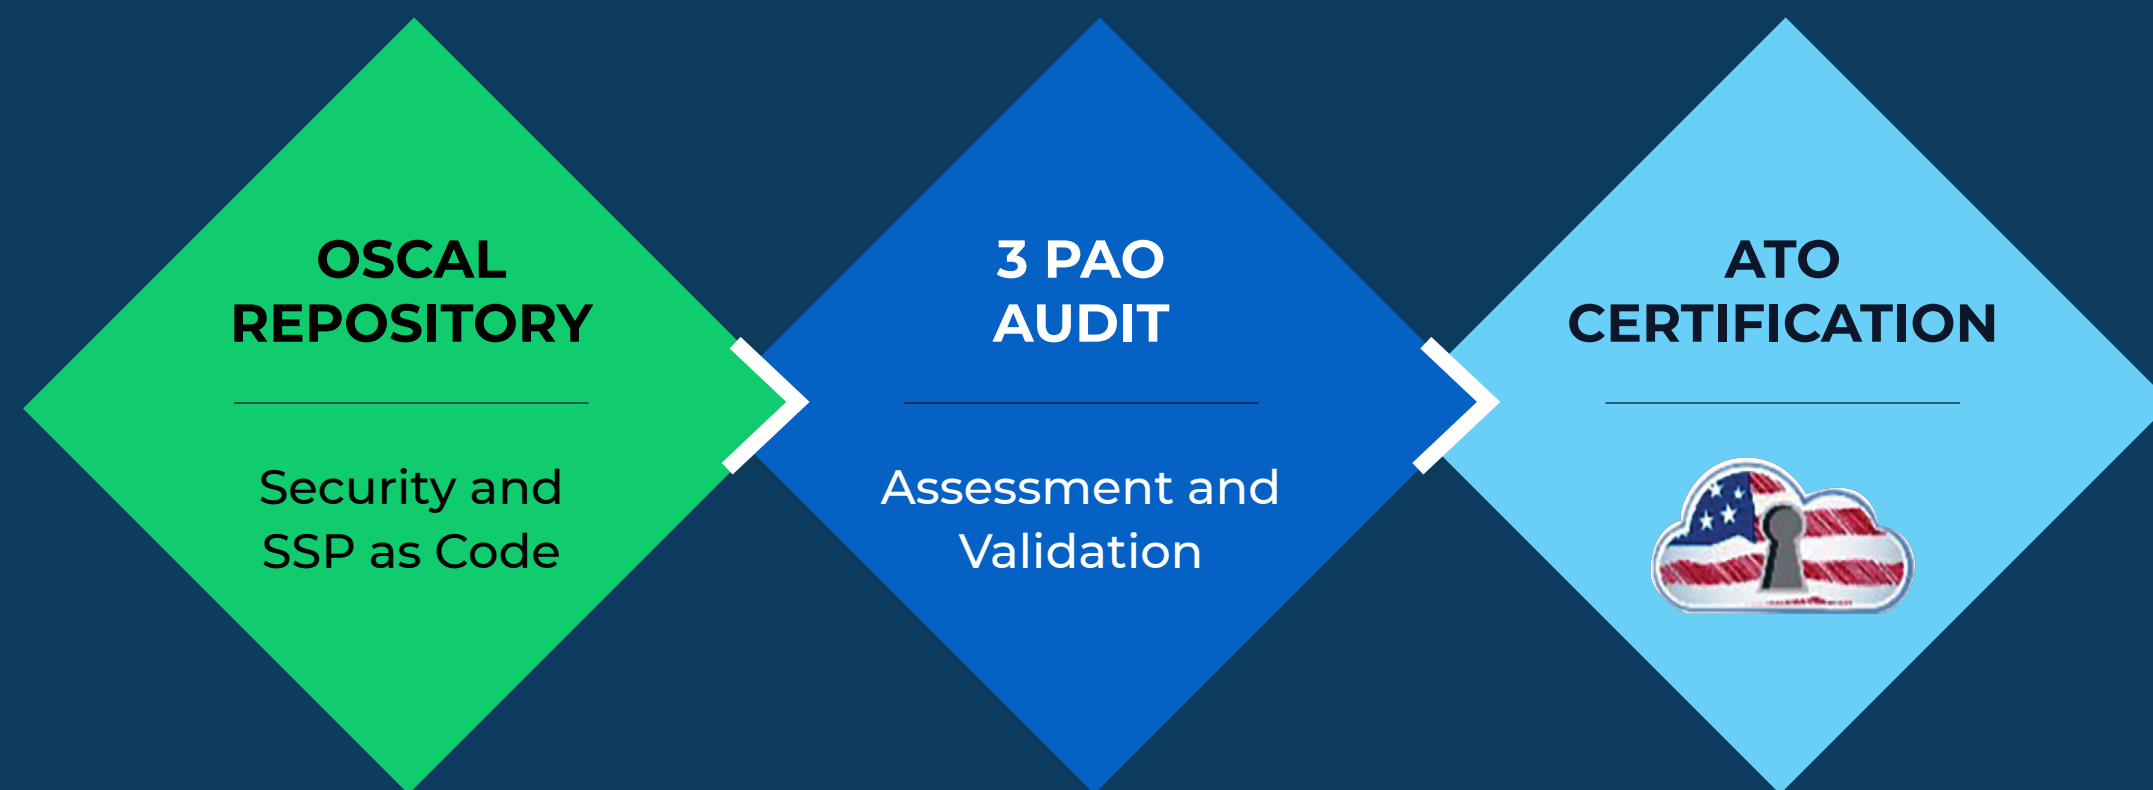 OSCAL
REPOSITORY
Security and
SSP as Code
3 PAO
AUDIT
Assessment and
Validation
ATO
CERTIFICATION